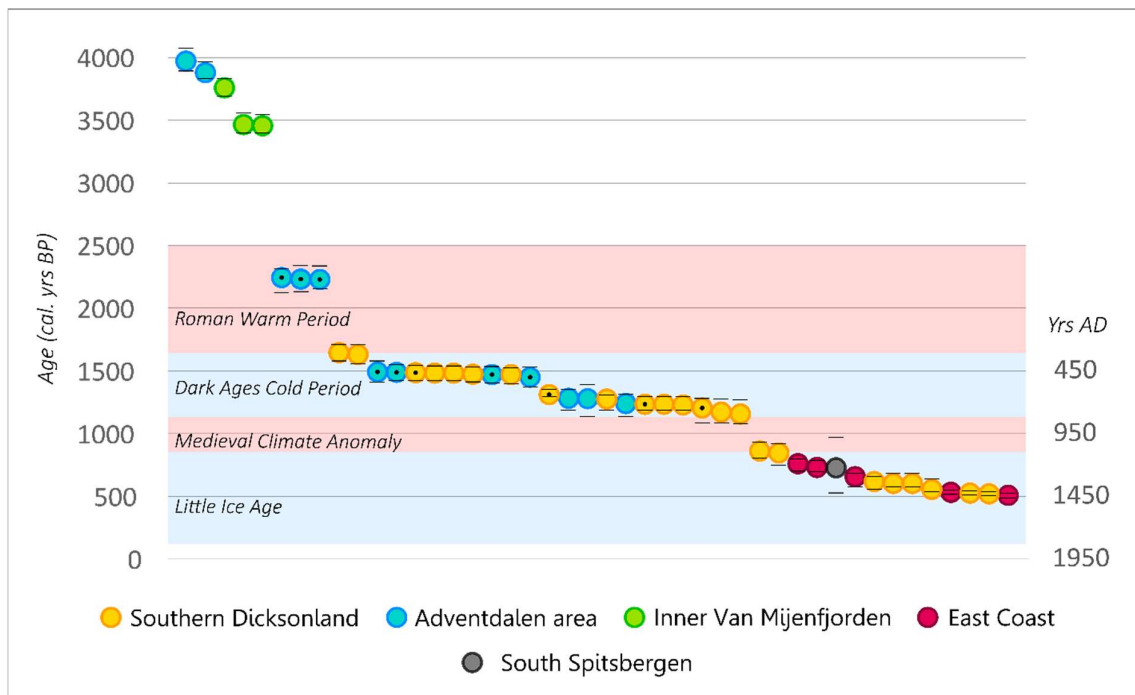 4000
3500
3000
2500
2000
Roman Warm Period
Yrs AD
Age (cal. yrs BP)
1500
450
Dark Ages Cold Period
1000
950
Medieval Climate Anomaly
500
1450
Little Ice Age
0
1950
Southern Dicksonland
Adventdalen area
Inner Van Mijenfjorden
East Coast
South Spitsbergen